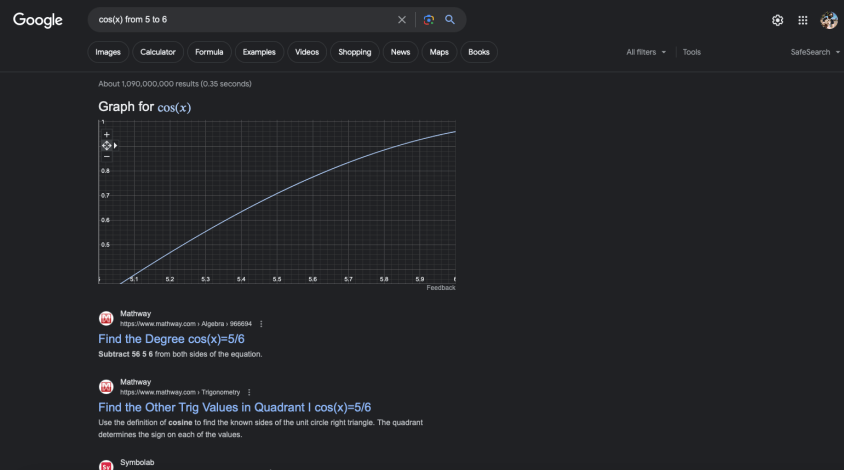 Google
cos(x) from 5 to 6
Images Calculator Formula Examples Videos Shopping News Maps Books All filters Tools SafeSearch
About 1,090,000,000 results (0.35 seconds)
Graph for cos(x)
1
0.8
0.7
0.6
0.5
5.1 5.2 5.3 5.4 5.5 5.6 5.7 5.8 5.9
Feedback
Mathway
https://www.mathway.com › Algebra › 966694
Find the Degree cos(x)=5/6
Subtract 56 5 6 from both sides of the equation.
Mathway
https://www.mathway.com › Trigonometry
Find the Other Trig Values in Quadrant I cos(x)=5/6
Use the definition of cosine to find the known sides of the unit circle right triangle. The quadrant
determines the sign on each of the values.
Sy Symbolab